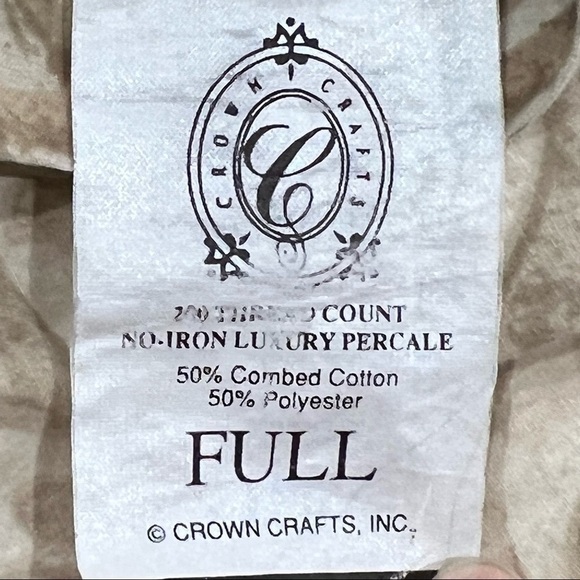 CROWN CRAFTS
C
200 THREAD COUNT
NO-IRON LUXURY PERCALE
50% Combed Cotton
50% Polyester
FULL
© CROWN CRAFTS, INC.